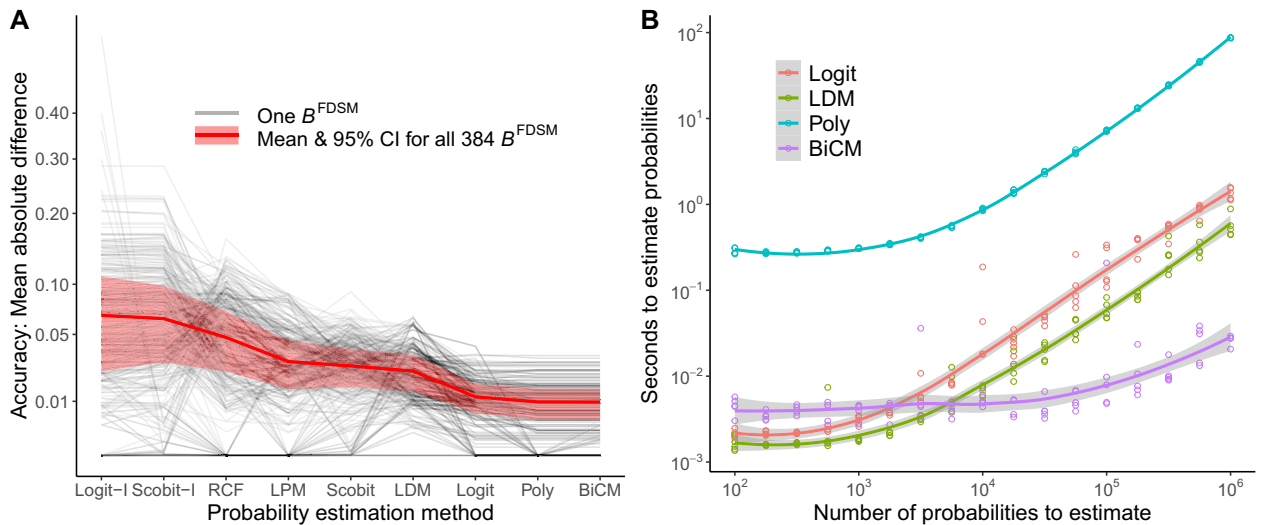 A
Accuracy: Mean absolute difference
0.40
0.30
0.20
0.10
0.05
0.01
One B^FDSM
Mean & 95% CI for all 384 B^FDSM
Logit−I Scobit−I RCF LPM Scobit LDM Logit Poly BiCM
Probability estimation method
B
Seconds to estimate probabilities
10^2
10^1
10^0
10^−1
10^−2
10^−3
Logit
LDM
Poly
BiCM
10^2 10^3 10^4 10^5 10^6
Number of probabilities to estimate